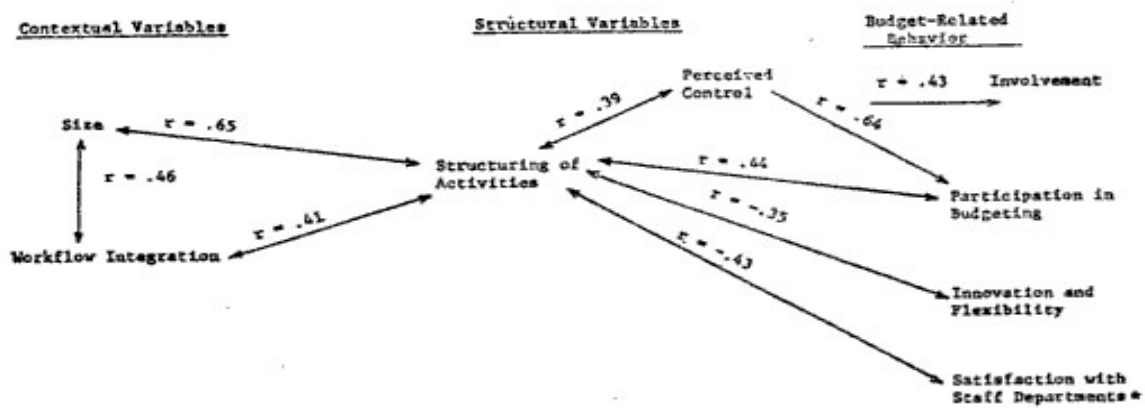 Contextual Variables
Structural Variables
Budget-Related
Behavior
Perceived
Control
r = .43
Involvement
r = .39
r = .64
Size
r = .65
r = .46
Structuring of
Activities
r = .44
Participation in
Budgeting
r = .41
r = -.35
r = -.43
Workflow Integration
Innovation and
Flexibility
Satisfaction with
Staff Departments*